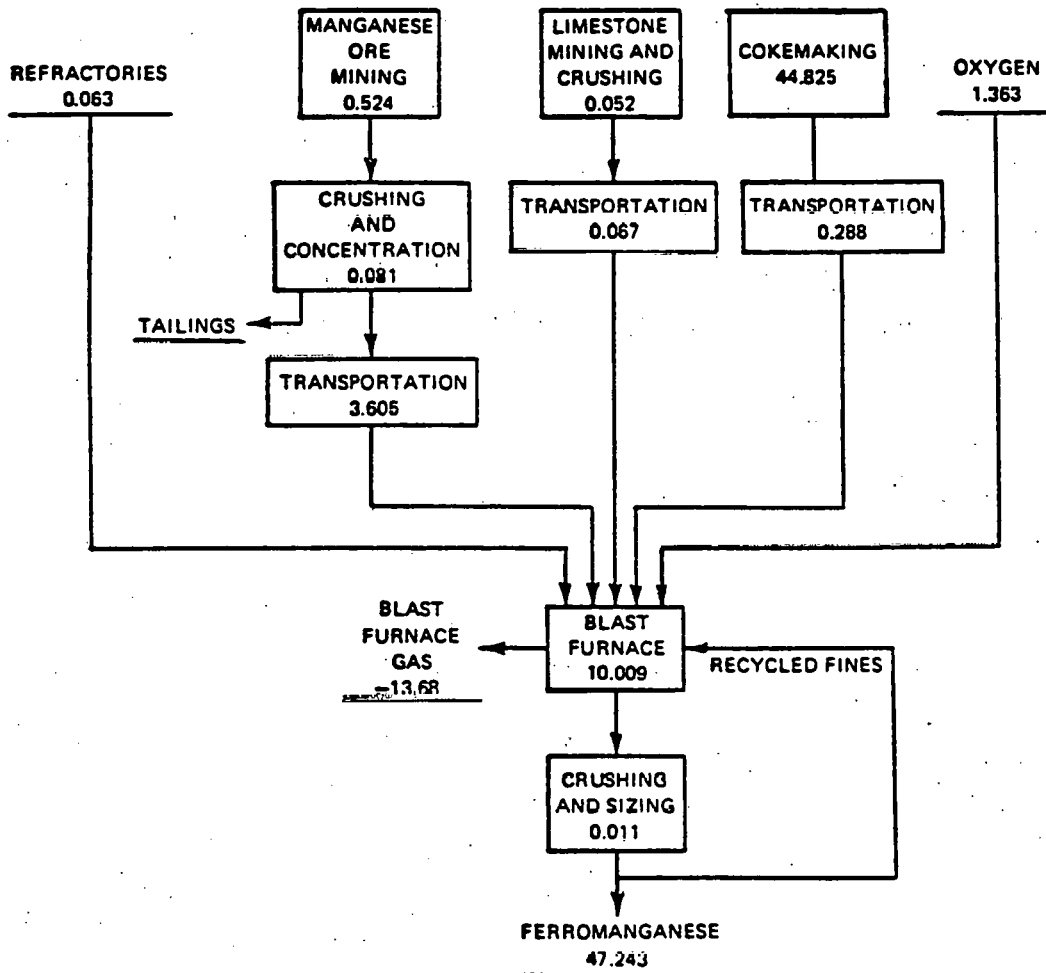 MANGANESE
ORE
MINING
0.524
LIMESTONE
MINING AND
CRUSHING
0.052
COKEMAKING
44.825
REFRACTORIES
0.063
OXYGEN
1.363
CRUSHING
AND
CONCENTRATION
0.081
TRANSPORTATION
0.067
TRANSPORTATION
0.288
TAILINGS
TRANSPORTATION
3.605
BLAST
FURNACE
GAS
−13.68
BLAST
FURNACE
10.009
RECYCLED FINES
CRUSHING
AND SIZING
0.011
FERROMANGANESE
47.243